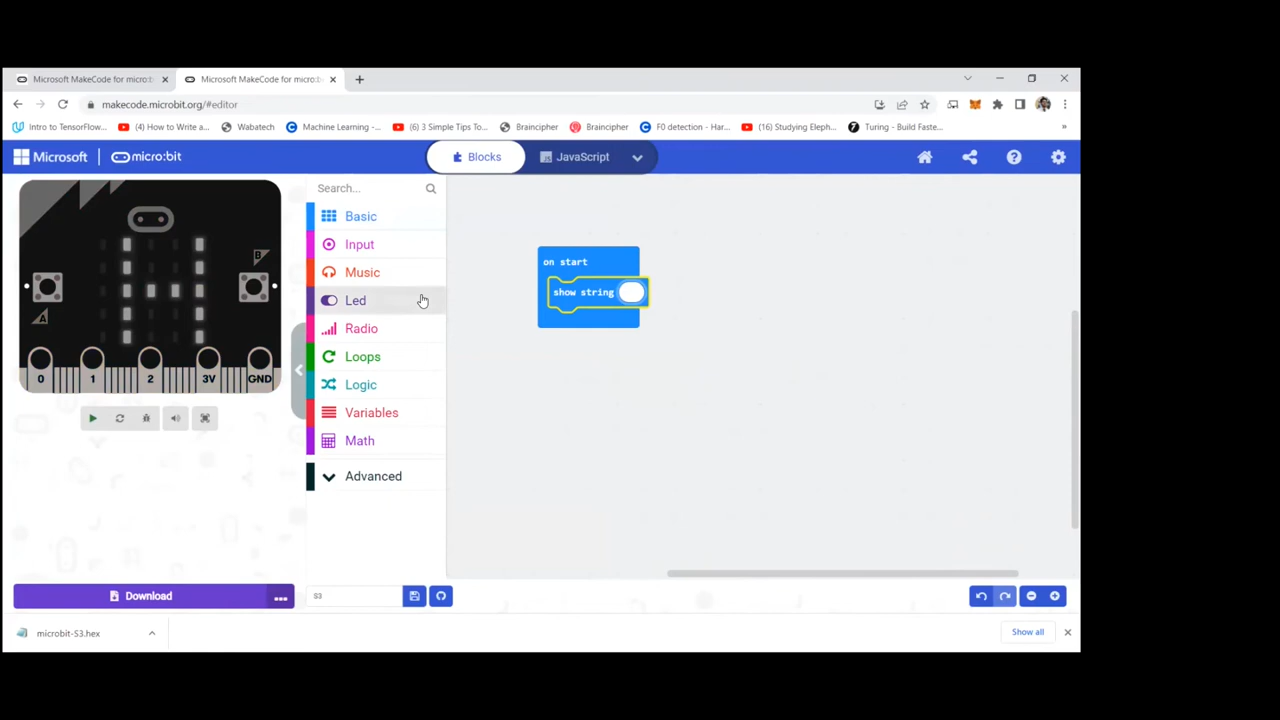 Microsoft MakeCode for micro:b
Microsoft MakeCode for micro:b
makecode.microbit.org/#editor
Intro to TensorFlow...
(4) How to Write a...
Wabatech
Machine Learning -...
(6) 3 Simple Tips To...
Braincipher
Braincipher
F0 detection - Har...
(16) Studying Eleph...
Turing - Build Faste...
»
Microsoft
micro:bit
Blocks
JavaScript
Search...
Basic
Input
Music
Led
Radio
Loops
Logic
Variables
Math
Advanced
on start
show string
A
B
0
1
2
3V
GND
Download
S3
microbit-S3.hex
Show all